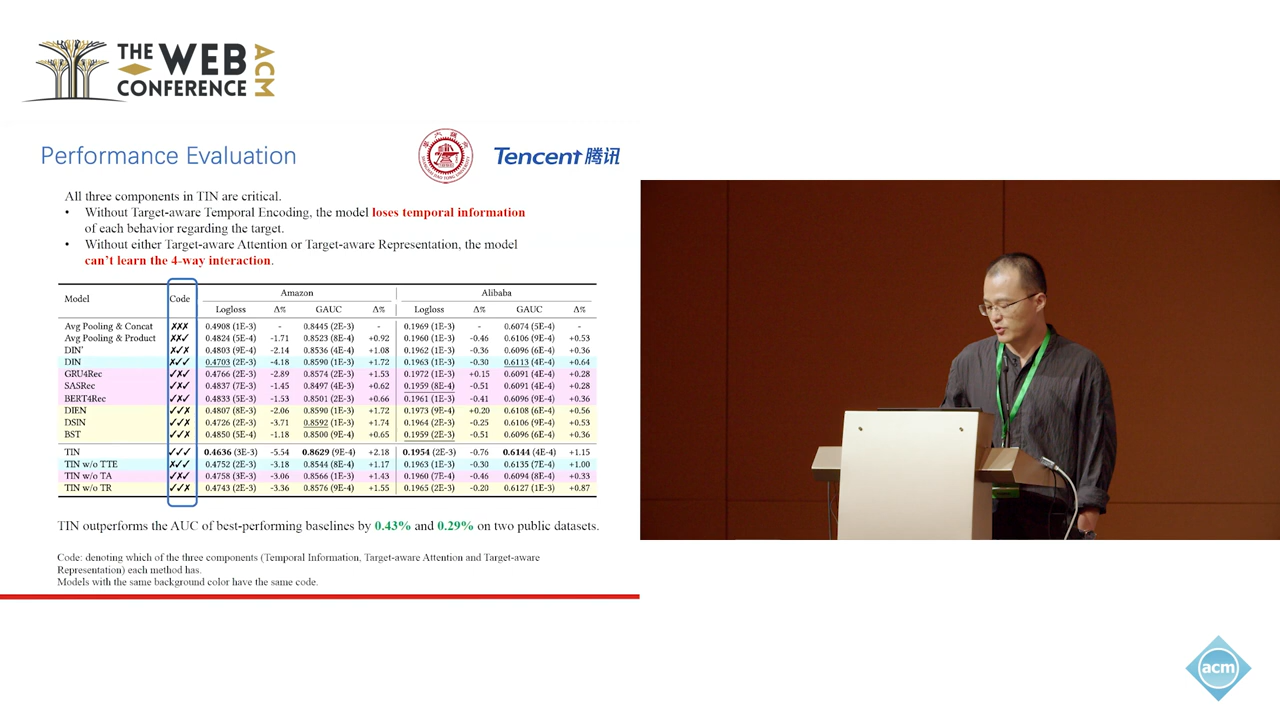 THE WEB
CONFERENCE
ACM
Performance Evaluation
Tencent 腾讯
All three components in TIN are critical.
• Without Target-aware Temporal Encoding, the model loses temporal information
of each behavior regarding the target.
• Without either Target-aware Attention or Target-aware Representation, the model
can't learn the 4-way interaction.
Model Code Amazon Alibaba
Logloss Δ% GAUC Δ% Logloss Δ% GAUC Δ%
Avg Pooling & Concat ✗✗✗ 0.4908 (1E-3) - 0.8445 (2E-3) - 0.1969 (1E-3) - 0.6074 (5E-4) -
Avg Pooling & Product ✗✗✓ 0.4824 (5E-4) -1.71 0.8523 (8E-4) +0.92 0.1960 (1E-3) -0.46 0.6106 (9E-4) +0.53
DIN' ✗✓✗ 0.4803 (9E-4) -2.14 0.8536 (4E-4) +1.08 0.1962 (1E-3) -0.36 0.6096 (6E-4) +0.36
DIN ✗✓✓ 0.4703 (2E-3) -4.18 0.8590 (1E-3) +1.72 0.1963 (1E-3) -0.30 0.6113 (4E-4) +0.64
GRU4Rec ✓✗✓ 0.4766 (2E-3) -2.89 0.8574 (2E-3) +1.53 0.1972 (1E-3) +0.15 0.6091 (4E-4) +0.28
SASRec ✓✗✓ 0.4837 (7E-3) -1.45 0.8497 (4E-3) +0.62 0.1959 (8E-4) -0.51 0.6091 (4E-4) +0.28
BERT4Rec ✓✗✓ 0.4833 (5E-3) -1.53 0.8501 (2E-3) +0.66 0.1961 (1E-3) -0.41 0.6096 (9E-4) +0.36
DIEN ✓✓✗ 0.4807 (8E-3) -2.06 0.8590 (1E-3) +1.72 0.1973 (9E-4) +0.20 0.6108 (6E-4) +0.56
DSIN ✓✓✗ 0.4726 (2E-3) -3.71 0.8592 (1E-3) +1.74 0.1964 (2E-3) -0.25 0.6106 (9E-4) +0.53
BST ✓✓✗ 0.4850 (5E-4) -1.18 0.8500 (9E-4) +0.65 0.1959 (2E-3) -0.51 0.6096 (6E-4) +0.36
TIN ✓✓✓ 0.4636 (3E-3) -5.54 0.8629 (9E-4) +2.18 0.1954 (2E-3) -0.76 0.6144 (4E-4) +1.15
TIN w/o TTE ✗✓✓ 0.4752 (2E-3) -3.18 0.8544 (8E-4) +1.17 0.1963 (1E-3) -0.30 0.6135 (7E-4) +1.00
TIN w/o TA ✓✗✓ 0.4758 (3E-3) -3.06 0.8566 (1E-3) +1.43 0.1960 (7E-4) -0.46 0.6094 (8E-4) +0.33
TIN w/o TR ✓✓✗ 0.4743 (2E-3) -3.36 0.8576 (9E-4) +1.55 0.1965 (2E-3) -0.20 0.6127 (1E-3) +0.87
TIN outperforms the AUC of best-performing baselines by 0.43% and 0.29% on two public datasets.
Code: denoting which of the three components (Temporal Information, Target-aware Attention and Target-aware
Representation) each method has.
Models with the same background color have the same code.
acm